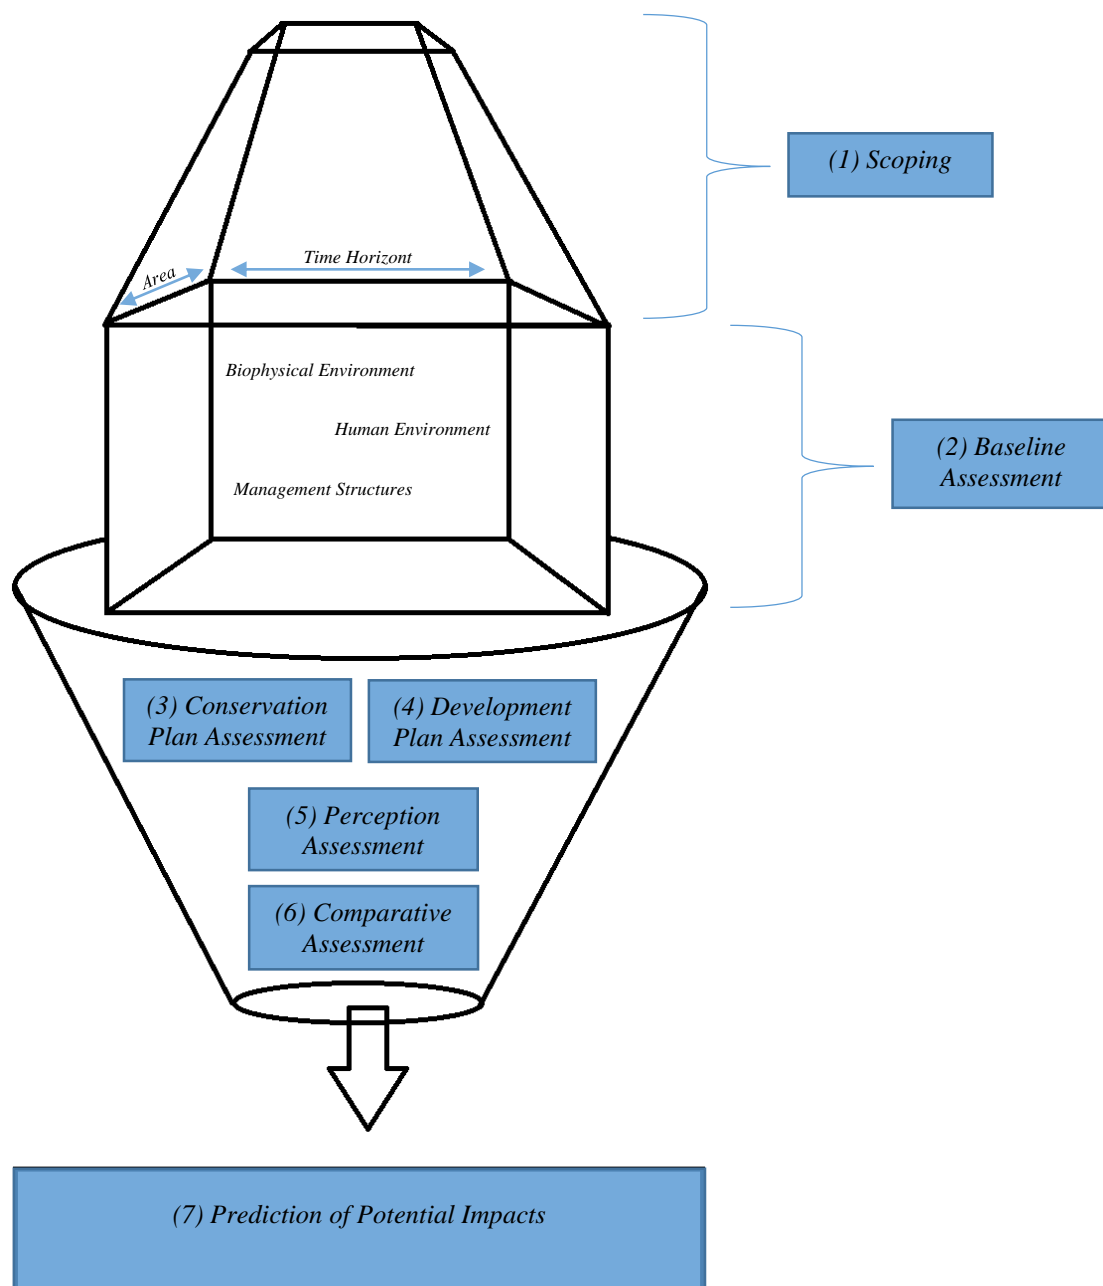 (1) Scoping
Time Horizont
Area
Biophysical Environment
Human Environment
(2) Baseline
Assessment
Management Structures
(3) Conservation
Plan Assessment
(4) Development
Plan Assessment
(5) Perception
Assessment
(6) Comparative
Assessment
(7) Prediction of Potential Impacts